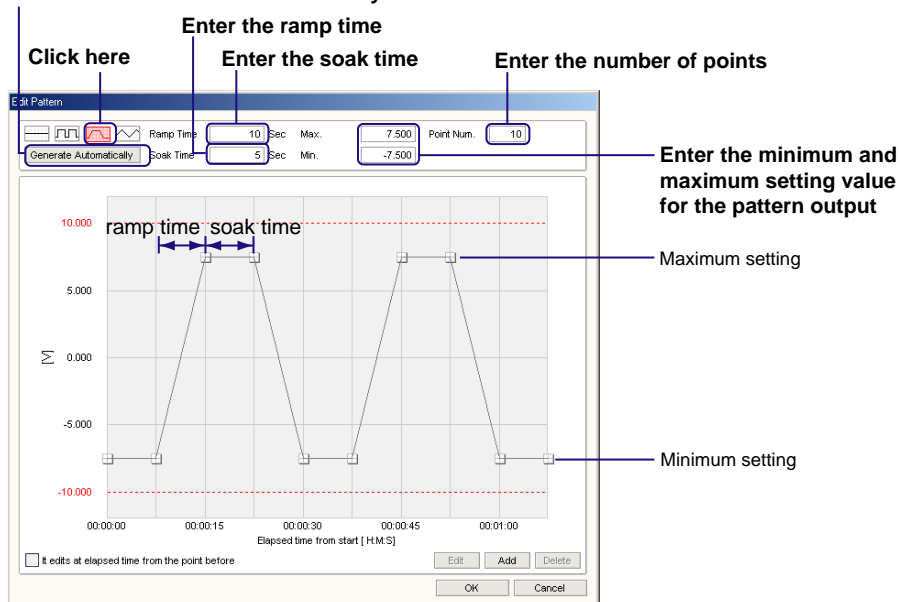 Enter the ramp time
Click here
Enter the soak time
Enter the number of points
Edit Pattern
Ramp Time 10 Sec Max. 7.500 Point Num. 10
Generate Automatically Soak Time 5 Sec Min. -7.500
Enter the minimum and
maximum setting value
for the pattern output
10.000
ramp time soak time
Maximum setting
5.000
[V]
0.000
-5.000
Minimum setting
-10.000
00:00:00 00:00:15 00:00:30 00:00:45 00:01:00
Elapsed time from start [ H:M:S]
It edits at elapsed time from the point before
Edit Add Delete
OK Cancel